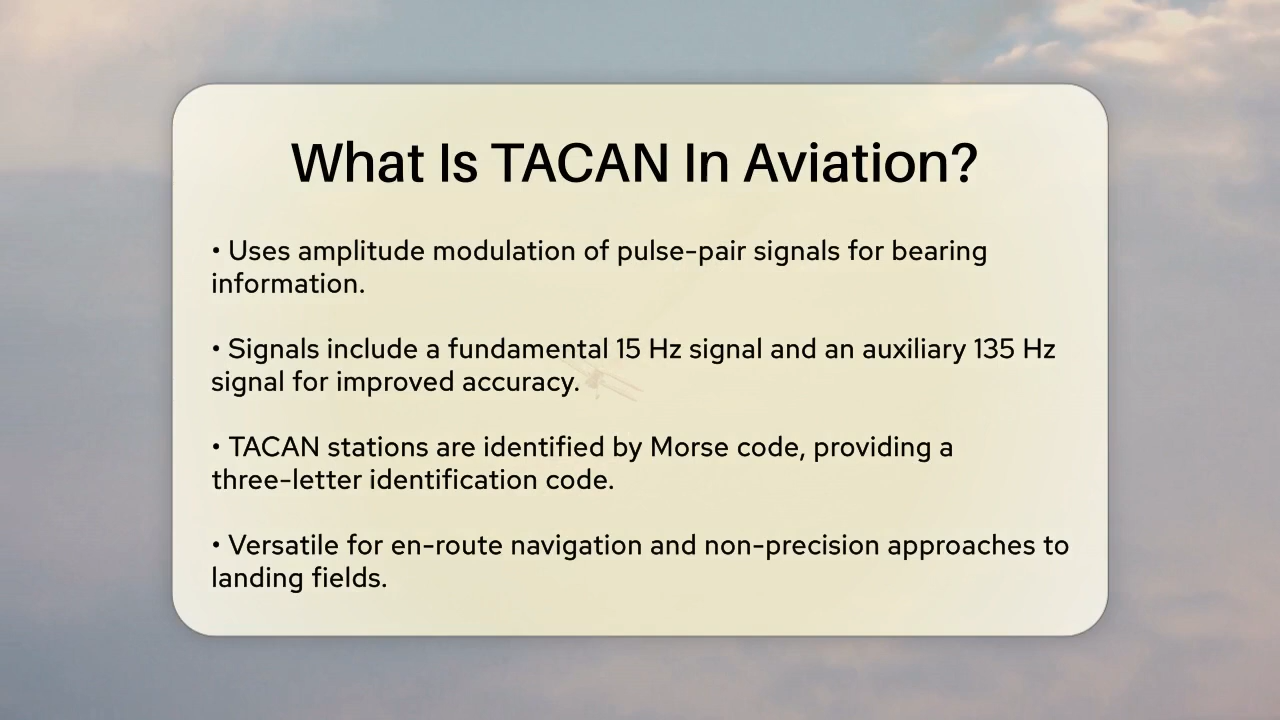 What Is TACAN In Aviation?
• Uses amplitude modulation of pulse-pair signals for bearing
information.
• Signals include a fundamental 15 Hz signal and an auxiliary 135 Hz
signal for improved accuracy.
• TACAN stations are identified by Morse code, providing a
three-letter identification code.
• Versatile for en-route navigation and non-precision approaches to
landing fields.